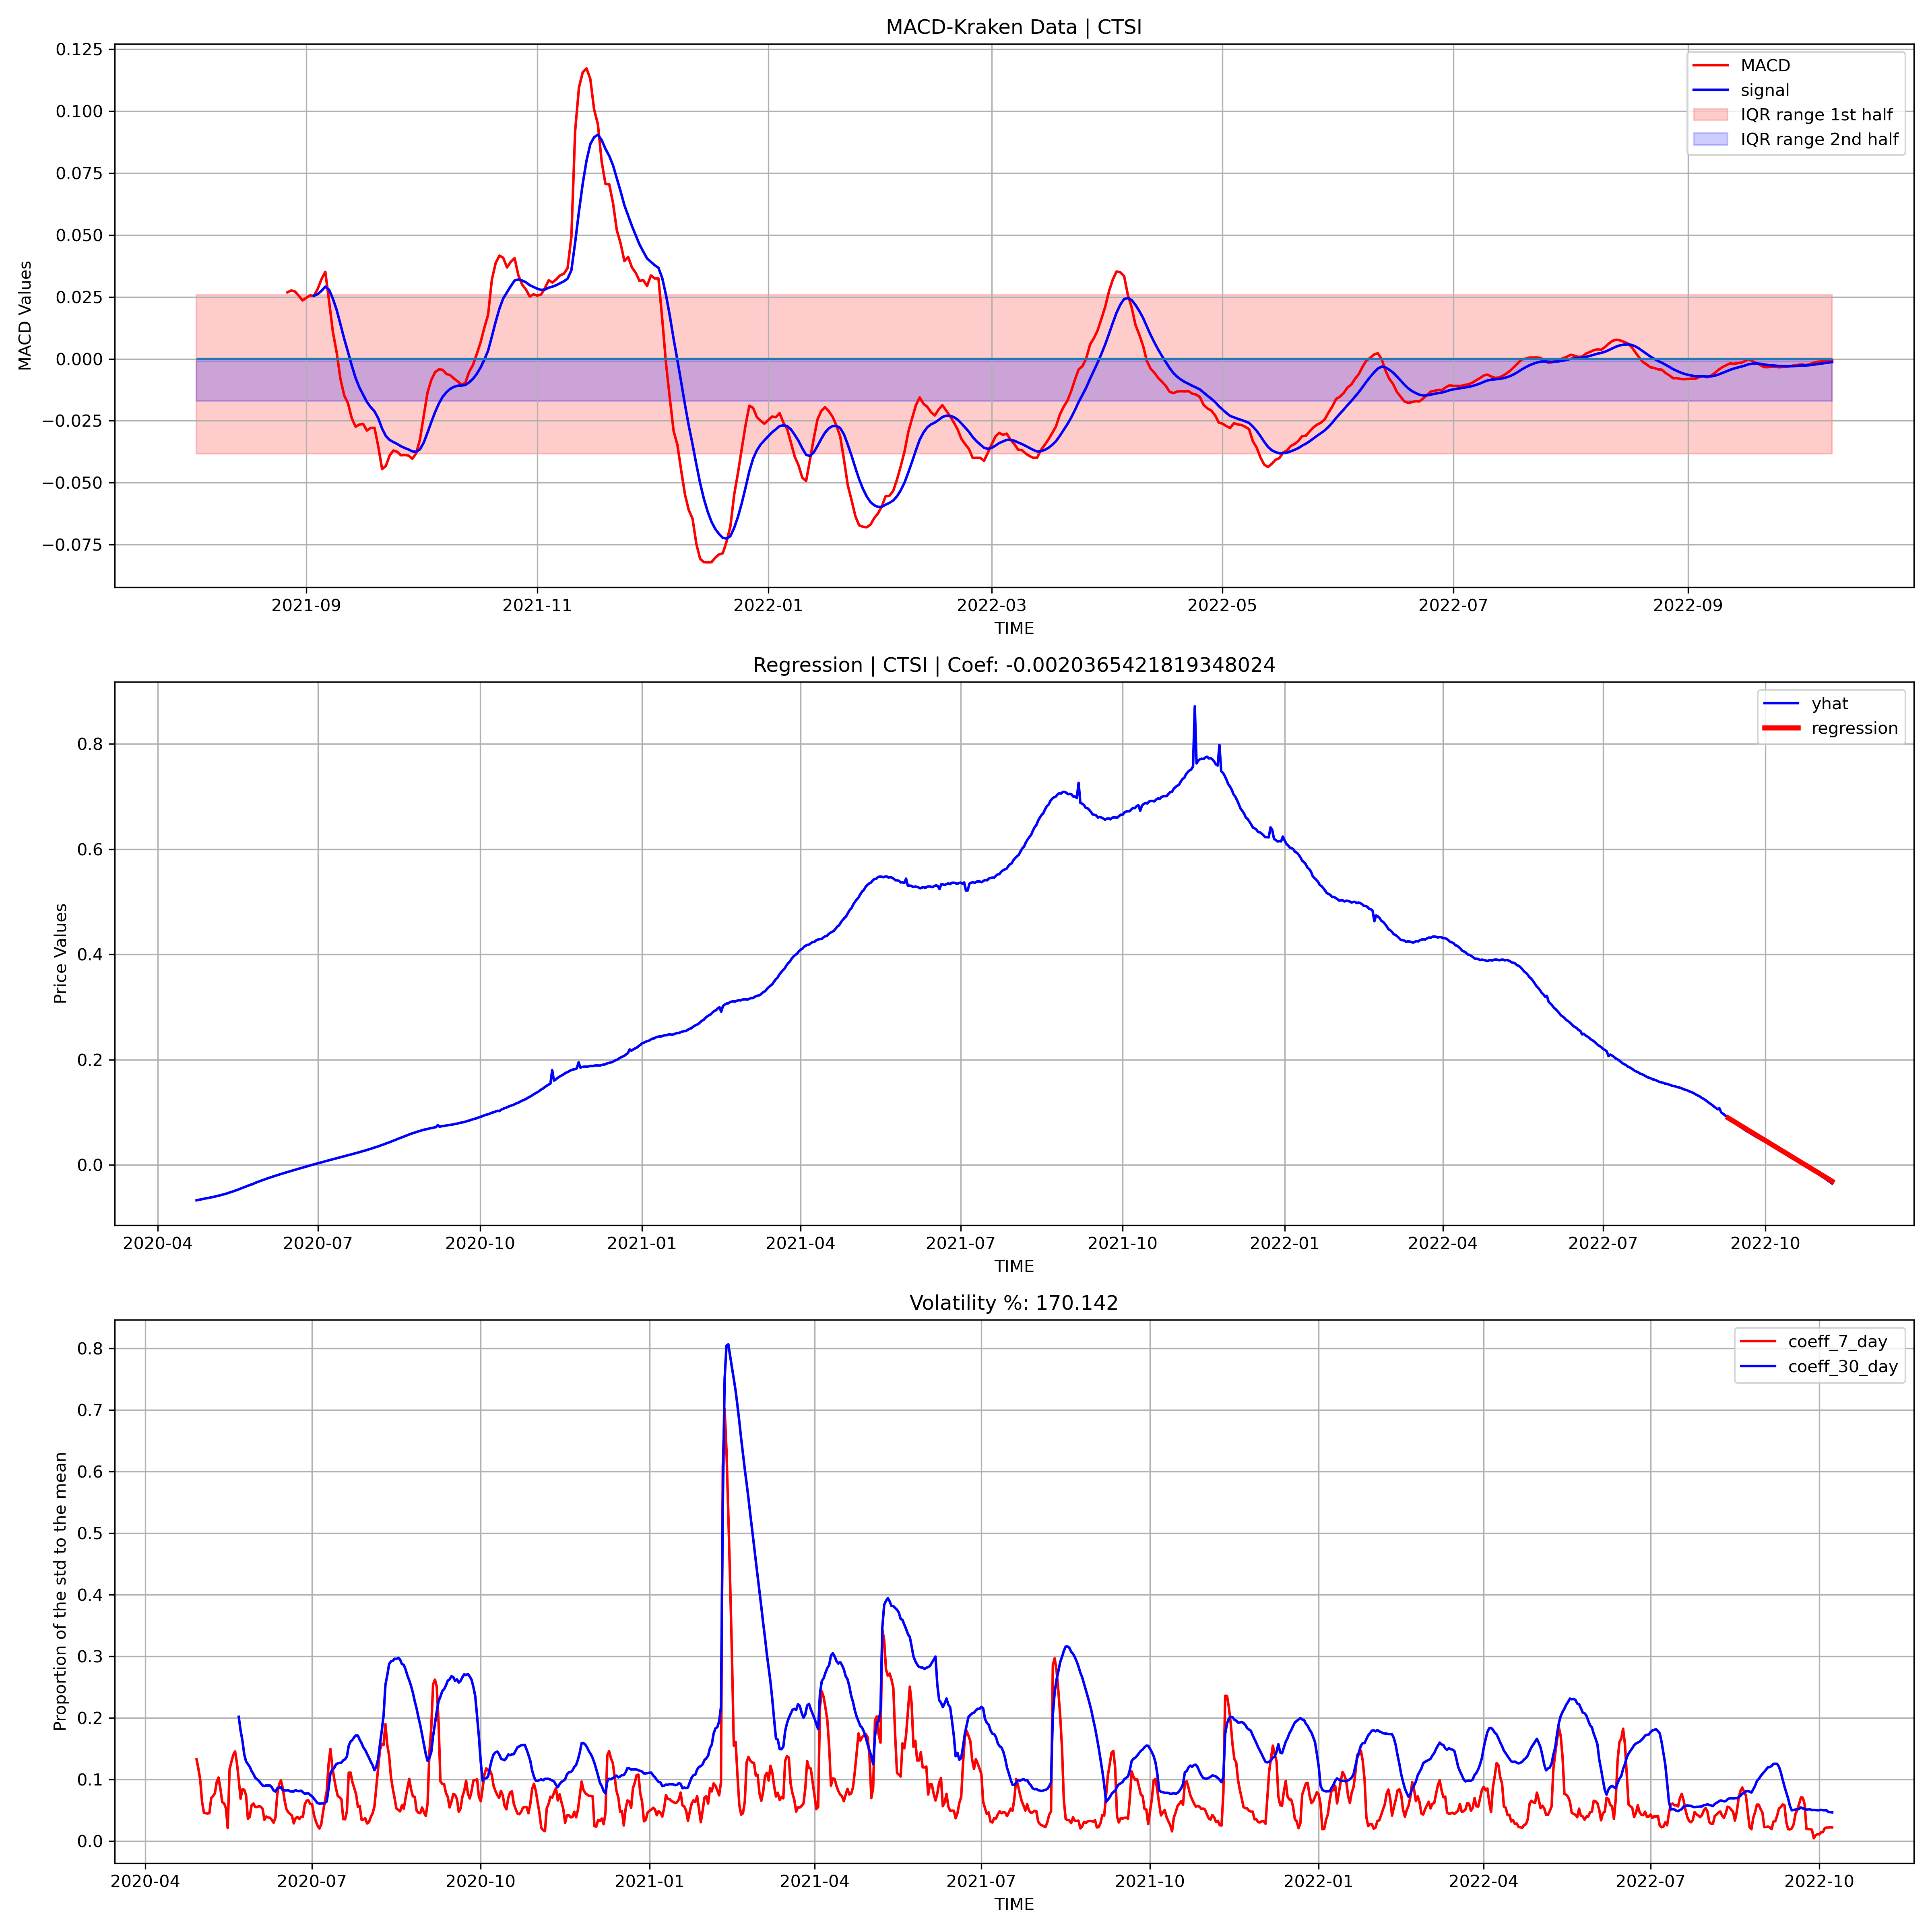 MACD-Kraken Data | CTSI
MACD Values
0.125
0.100
0.075
0.050
0.025
0.000
−0.025
−0.050
−0.075
MACD
signal
IQR range 1st half
IQR range 2nd half
2021-09 2021-11 2022-01 2022-03 2022-05 2022-07 2022-09
TIME
Regression | CTSI | Coef: -0.0020365421819348024
Price Values
0.8
0.6
0.4
0.2
0.0
yhat
regression
2020-04 2020-07 2020-10 2021-01 2021-04 2021-07 2021-10 2022-01 2022-04 2022-07 2022-10
TIME
Volatility %: 170.142
Proportion of the std to the mean
0.8
0.7
0.6
0.5
0.4
0.3
0.2
0.1
0.0
coeff_7_day
coeff_30_day
2020-04 2020-07 2020-10 2021-01 2021-04 2021-07 2021-10 2022-01 2022-04 2022-07 2022-10
TIME